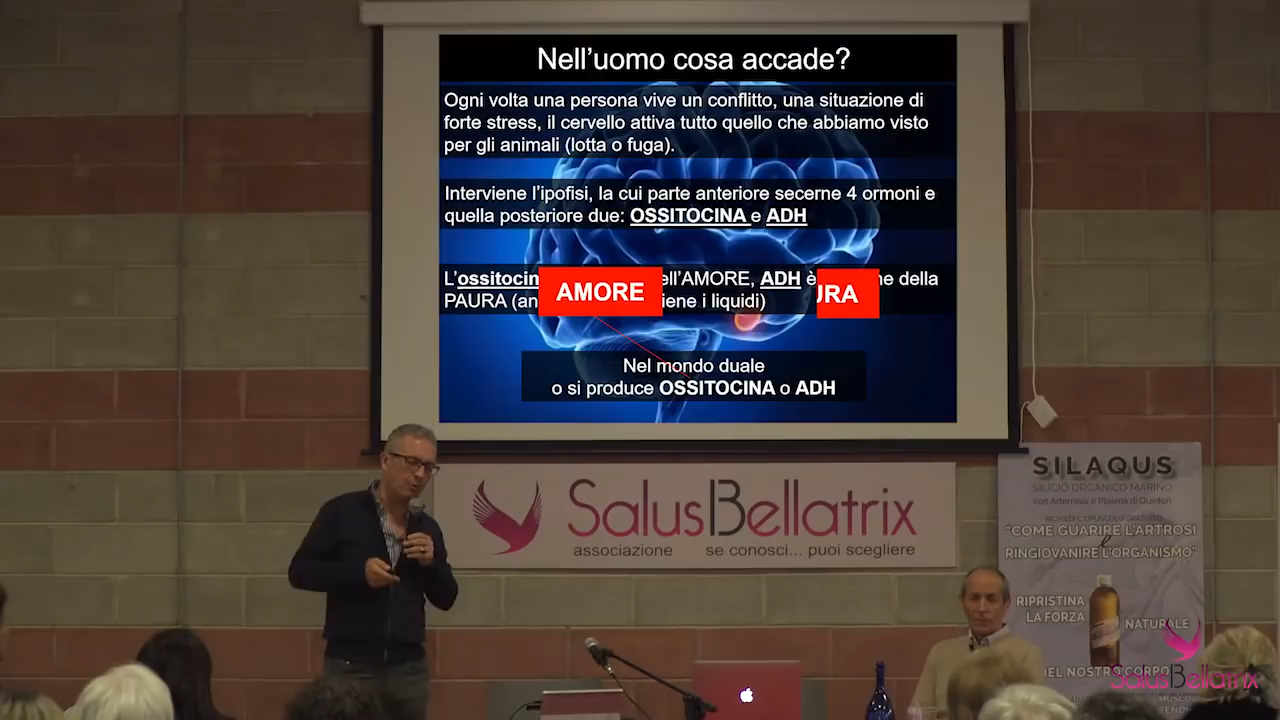 Nell'uomo cosa accade?
Ogni volta una persona vive un conflitto, una situazione di
forte stress, il cervello attiva tutto quello che abbiamo visto
per gli animali (lotta o fuga).
Interviene l'ipofisi, la cui parte anteriore secerne 4 ormoni e
quella posteriore due: OSSITOCINA e ADH
L'ossitocin ell'AMORE, ADH è ne della
PAURA (an iene i liquidi)
AMORE
URA
Nel mondo duale
o si produce OSSITOCINA o ADH
SalusBellatrix
associazione se conosci... puoi scegliere
SILAQUS
SILICIO ORGANICO MARINO
con Artemisia e Plasma di Quinton
RICHIEDI L'OPUSCOLO GRATUITO
"COME GUARIRE L'ARTROSI
e
RINGIOVANIRE L'ORGANISMO"
RIPRISTINA
LA FORZA
NATURALE
DEL NOSTRO CORPO
SalusBellatrix